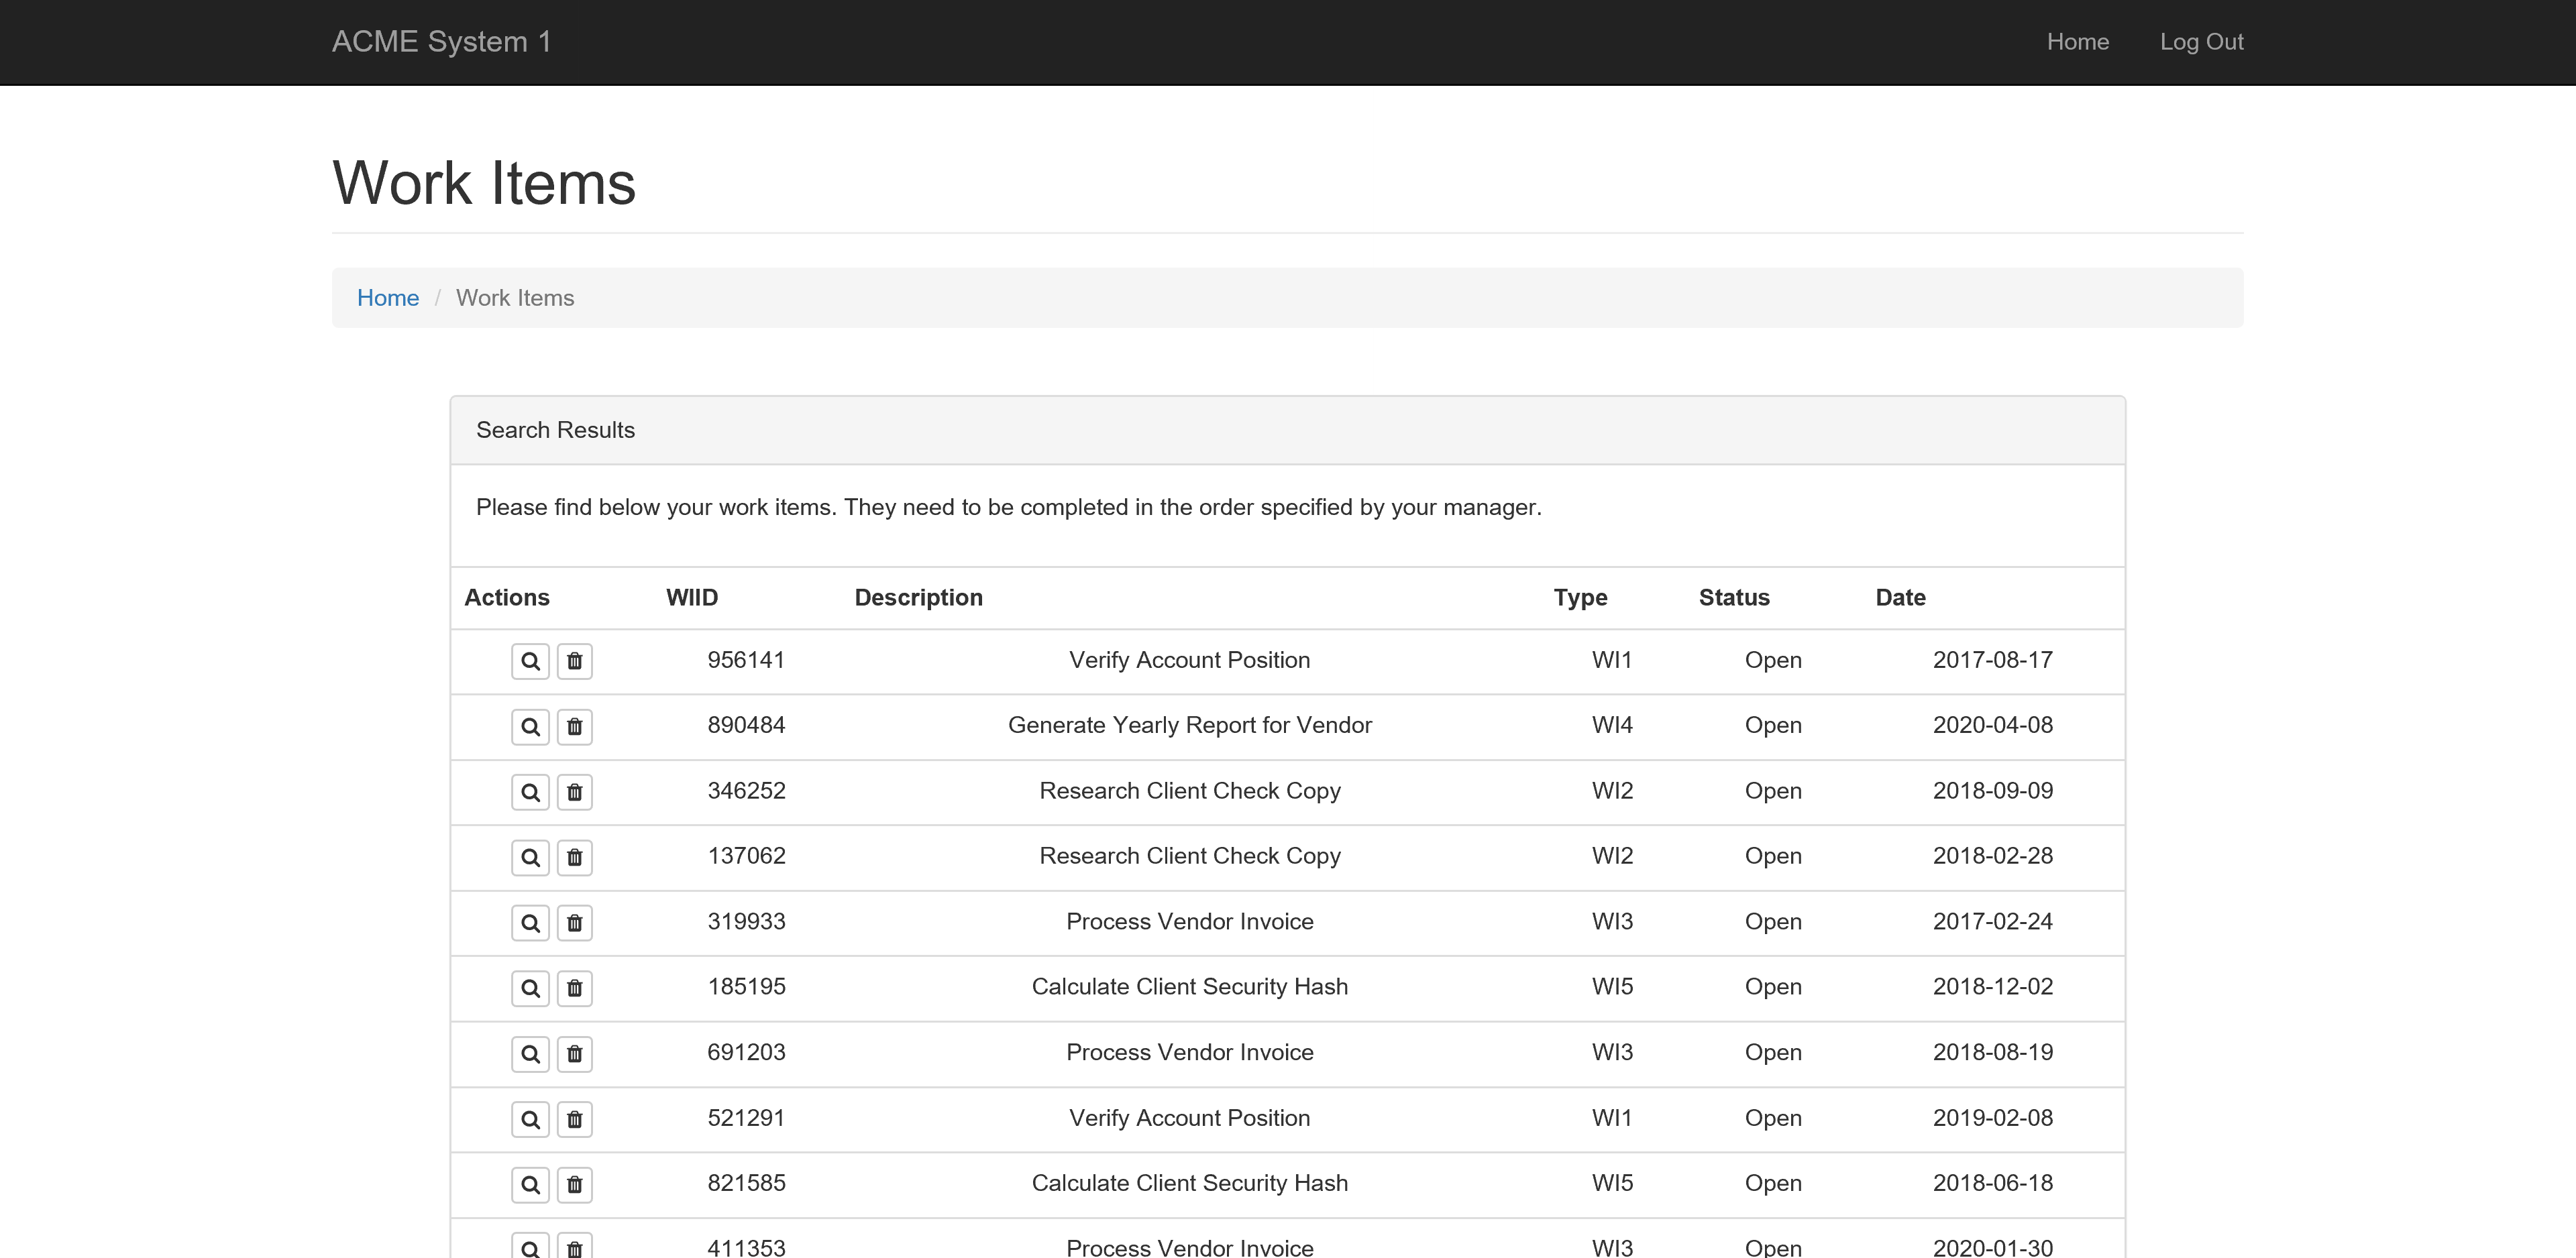 ACME System 1 Home Log Out
Work Items
Home / Work Items
Search Results
Please find below your work items. They need to be completed in the order specified by your manager.
Actions WIID Description Type Status Date
956141 Verify Account Position WI1 Open 2017-08-17
890484 Generate Yearly Report for Vendor WI4 Open 2020-04-08
346252 Research Client Check Copy WI2 Open 2018-09-09
137062 Research Client Check Copy WI2 Open 2018-02-28
319933 Process Vendor Invoice WI3 Open 2017-02-24
185195 Calculate Client Security Hash WI5 Open 2018-12-02
691203 Process Vendor Invoice WI3 Open 2018-08-19
521291 Verify Account Position WI1 Open 2019-02-08
821585 Calculate Client Security Hash WI5 Open 2018-06-18
411353 Process Vendor Invoice WI3 Open 2020-01-30